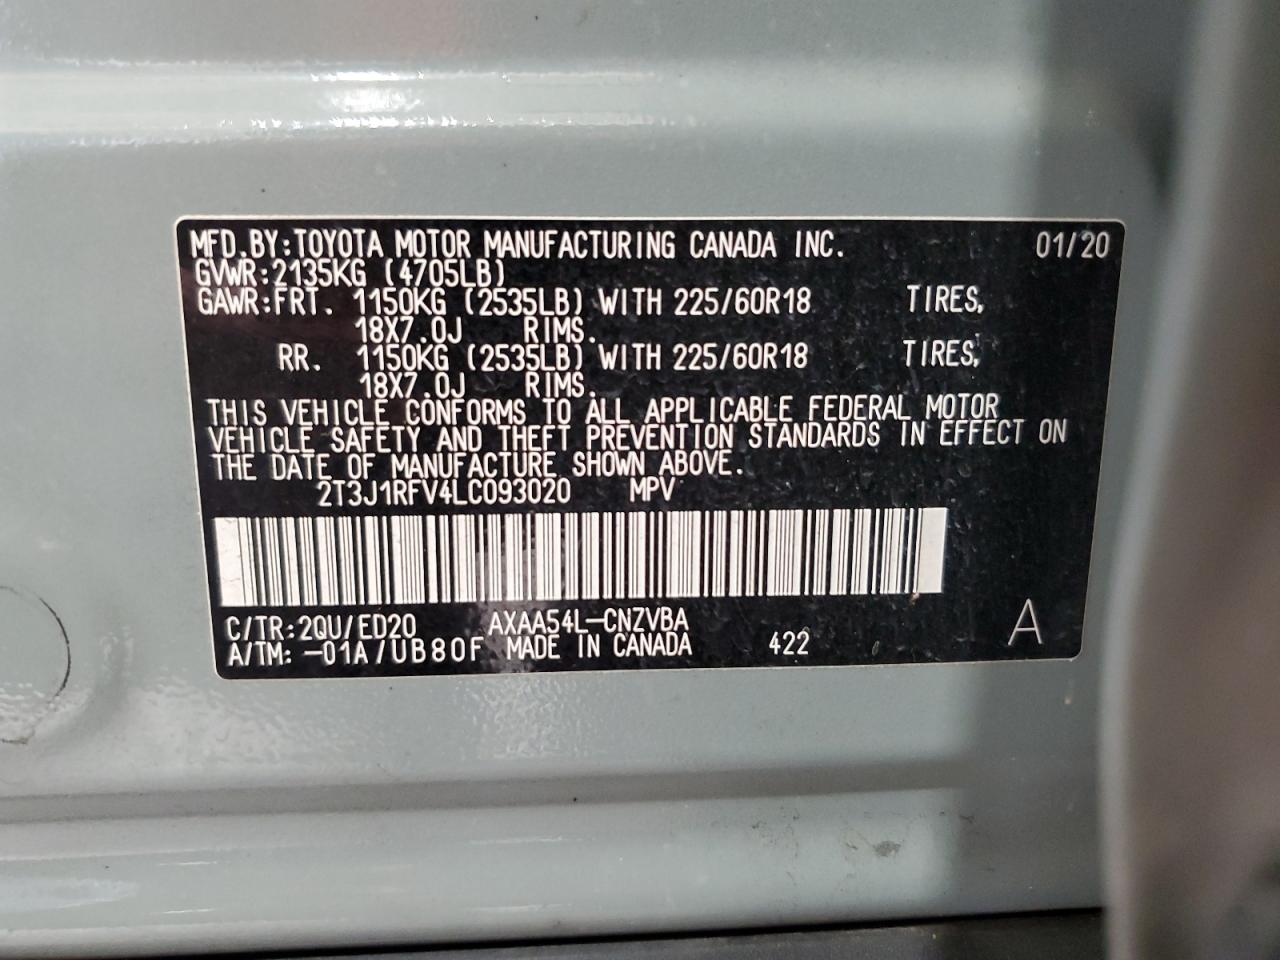 MFD.BY:TOYOTA MOTOR MANUFACTURING CANADA INC. 01/20
GVWR:2135KG (4705LB)
GAWR:FRT. 1150KG (2535LB) WITH 225/60R18 TIRES,
18X7.0J RIMS.
RR. 1150KG (2535LB) WITH 225/60R18 TIRES,
18X7.0J RIMS.
THIS VEHICLE CONFORMS TO ALL APPLICABLE FEDERAL MOTOR
VEHICLE SAFETY AND THEFT PREVENTION STANDARDS IN EFFECT ON
THE DATE OF MANUFACTURE SHOWN ABOVE.
2T3J1RFV4LC093020 MPV
C/TR:2QU/ED20 AXAA54L-CNZVBA
A/TM:-01A/UB80F MADE IN CANADA 422 A